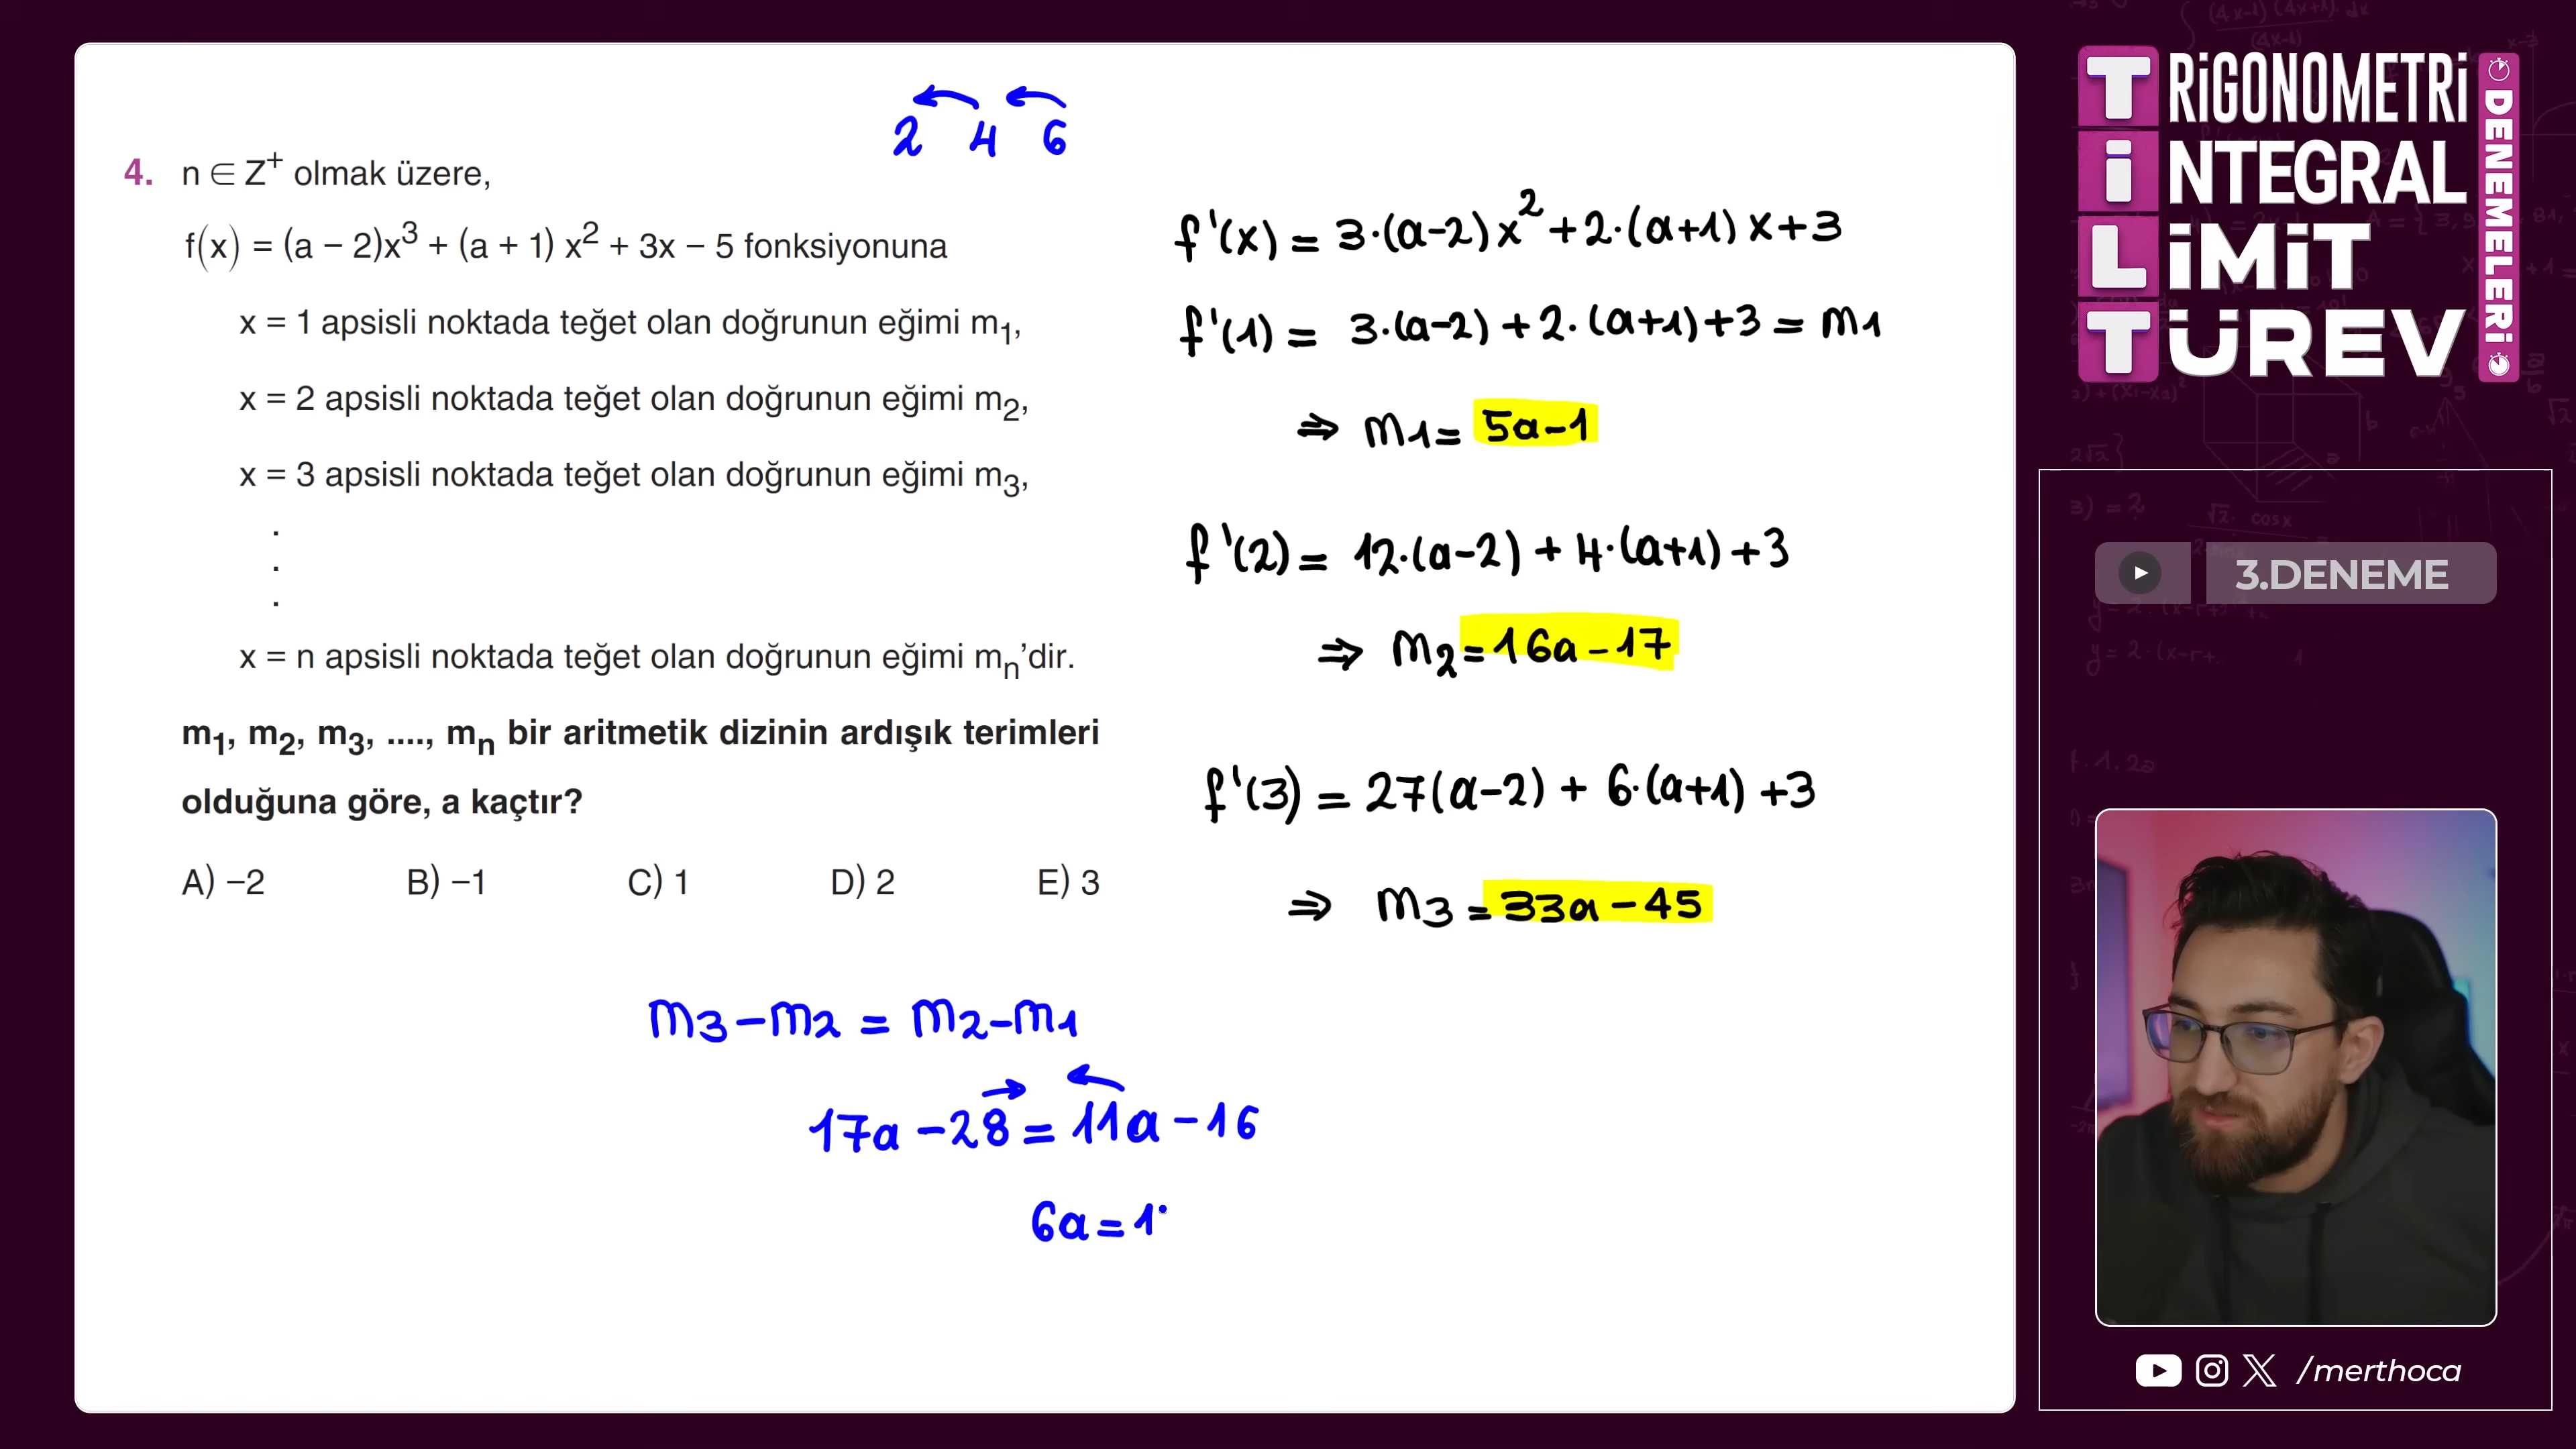 2 4 6
4. n ∈ Z⁺ olmak üzere,
f(x) = (a – 2)x³ + (a + 1) x² + 3x – 5 fonksiyonuna
x = 1 apsisli noktada teğet olan doğrunun eğimi m₁,
x = 2 apsisli noktada teğet olan doğrunun eğimi m₂,
x = 3 apsisli noktada teğet olan doğrunun eğimi m₃,
.
.
.
x = n apsisli noktada teğet olan doğrunun eğimi mₙ'dir.
m₁, m₂, m₃, ...., mₙ bir aritmetik dizinin ardışık terimleri
olduğuna göre, a kaçtır?
A) –2 B) –1 C) 1 D) 2 E) 3
f'(x) = 3·(a-2)x² + 2·(a+1)x+3
f'(1) = 3·(a-2) + 2·(a+1)+3 = m1
⇒ m1 = 5a-1
f'(2) = 12·(a-2) + 4·(a+1) +3
⇒ m2 = 16a-17
f'(3) = 27(a-2) + 6·(a+1) +3
⇒ m3 = 33a-45
m3-m2 = m2-m1
17a -28 = 11a -16
6a = 1
TRİGONOMETRİ
İNTEGRAL
LİMİT
TÜREV
DENEMELERİ
3.DENEME
/merthoca